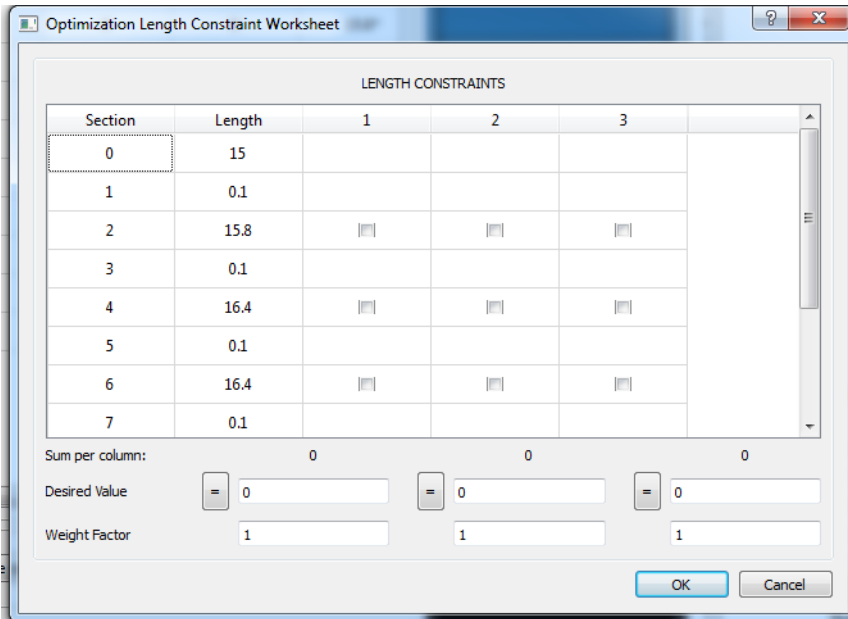 Optimization Length Constraint Worksheet
?
LENGTH CONSTRAINTS
Section Length 1 2 3
0 15
1 0.1
2 15.8
3 0.1
4 16.4
5 0.1
6 16.4
7 0.1
Sum per column: 0 0 0
Desired Value = 0 = 0 = 0
Weight Factor 1 1 1
OK Cancel